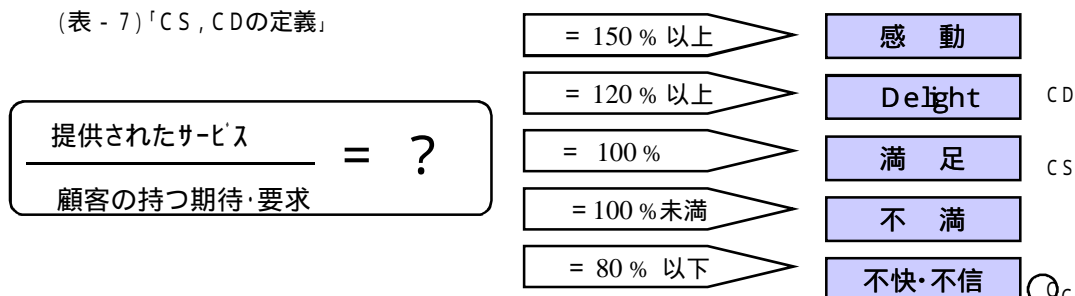 (表－7)「CS,CDの定義」
提供されたサービス
顧客の持つ期待・要求
= ?
= 150 % 以上
感 動
= 120 % 以上
Delight
CD
= 100 %
満 足
CS
= 100 % 未満
不 満
= 80 % 以下
不快・不信